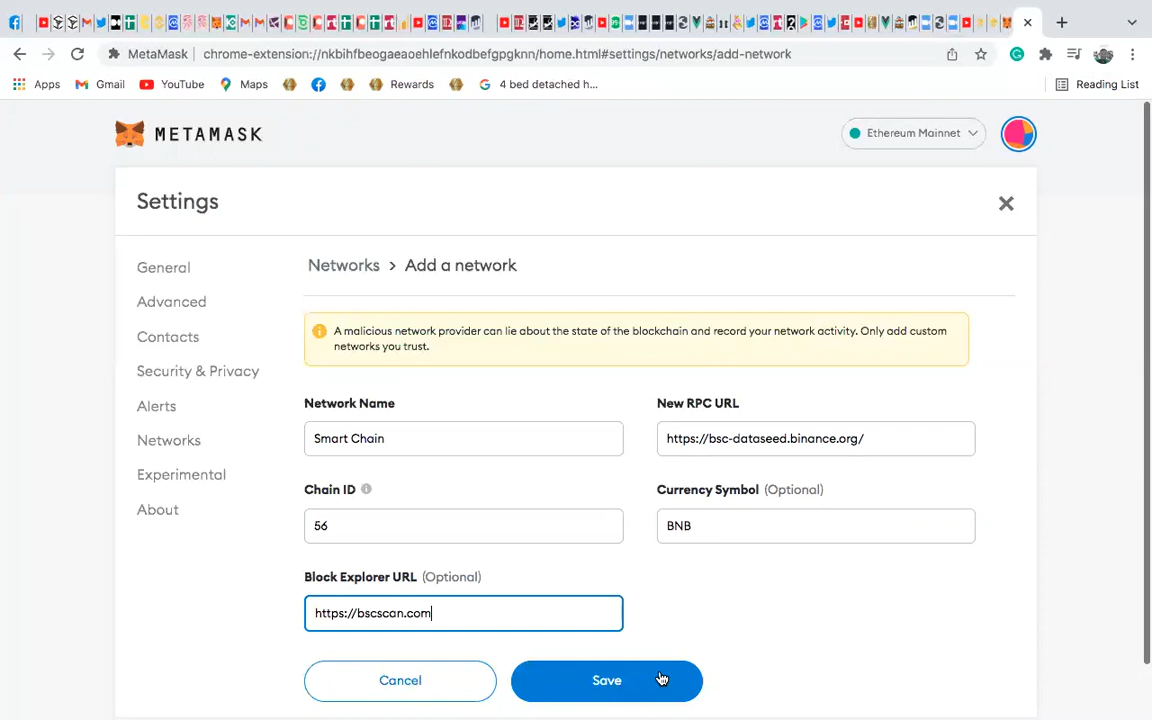 MetaMask
chrome-extension://nkbihfbeogaeaoehlefnkodbefgpgknn/home.html#settings/networks/add-network
Apps
Gmail
YouTube
Maps
Rewards
4 bed detached h...
Reading List
METAMASK
Ethereum Mainnet
Settings
General
Advanced
Contacts
Security & Privacy
Alerts
Networks
Experimental
About
Networks > Add a network
A malicious network provider can lie about the state of the blockchain and record your network activity. Only add custom
networks you trust.
Network Name
Smart Chain
New RPC URL
https://bsc-dataseed.binance.org/
Chain ID
56
Currency Symbol (Optional)
BNB
Block Explorer URL (Optional)
https://bscscan.com
Cancel
Save